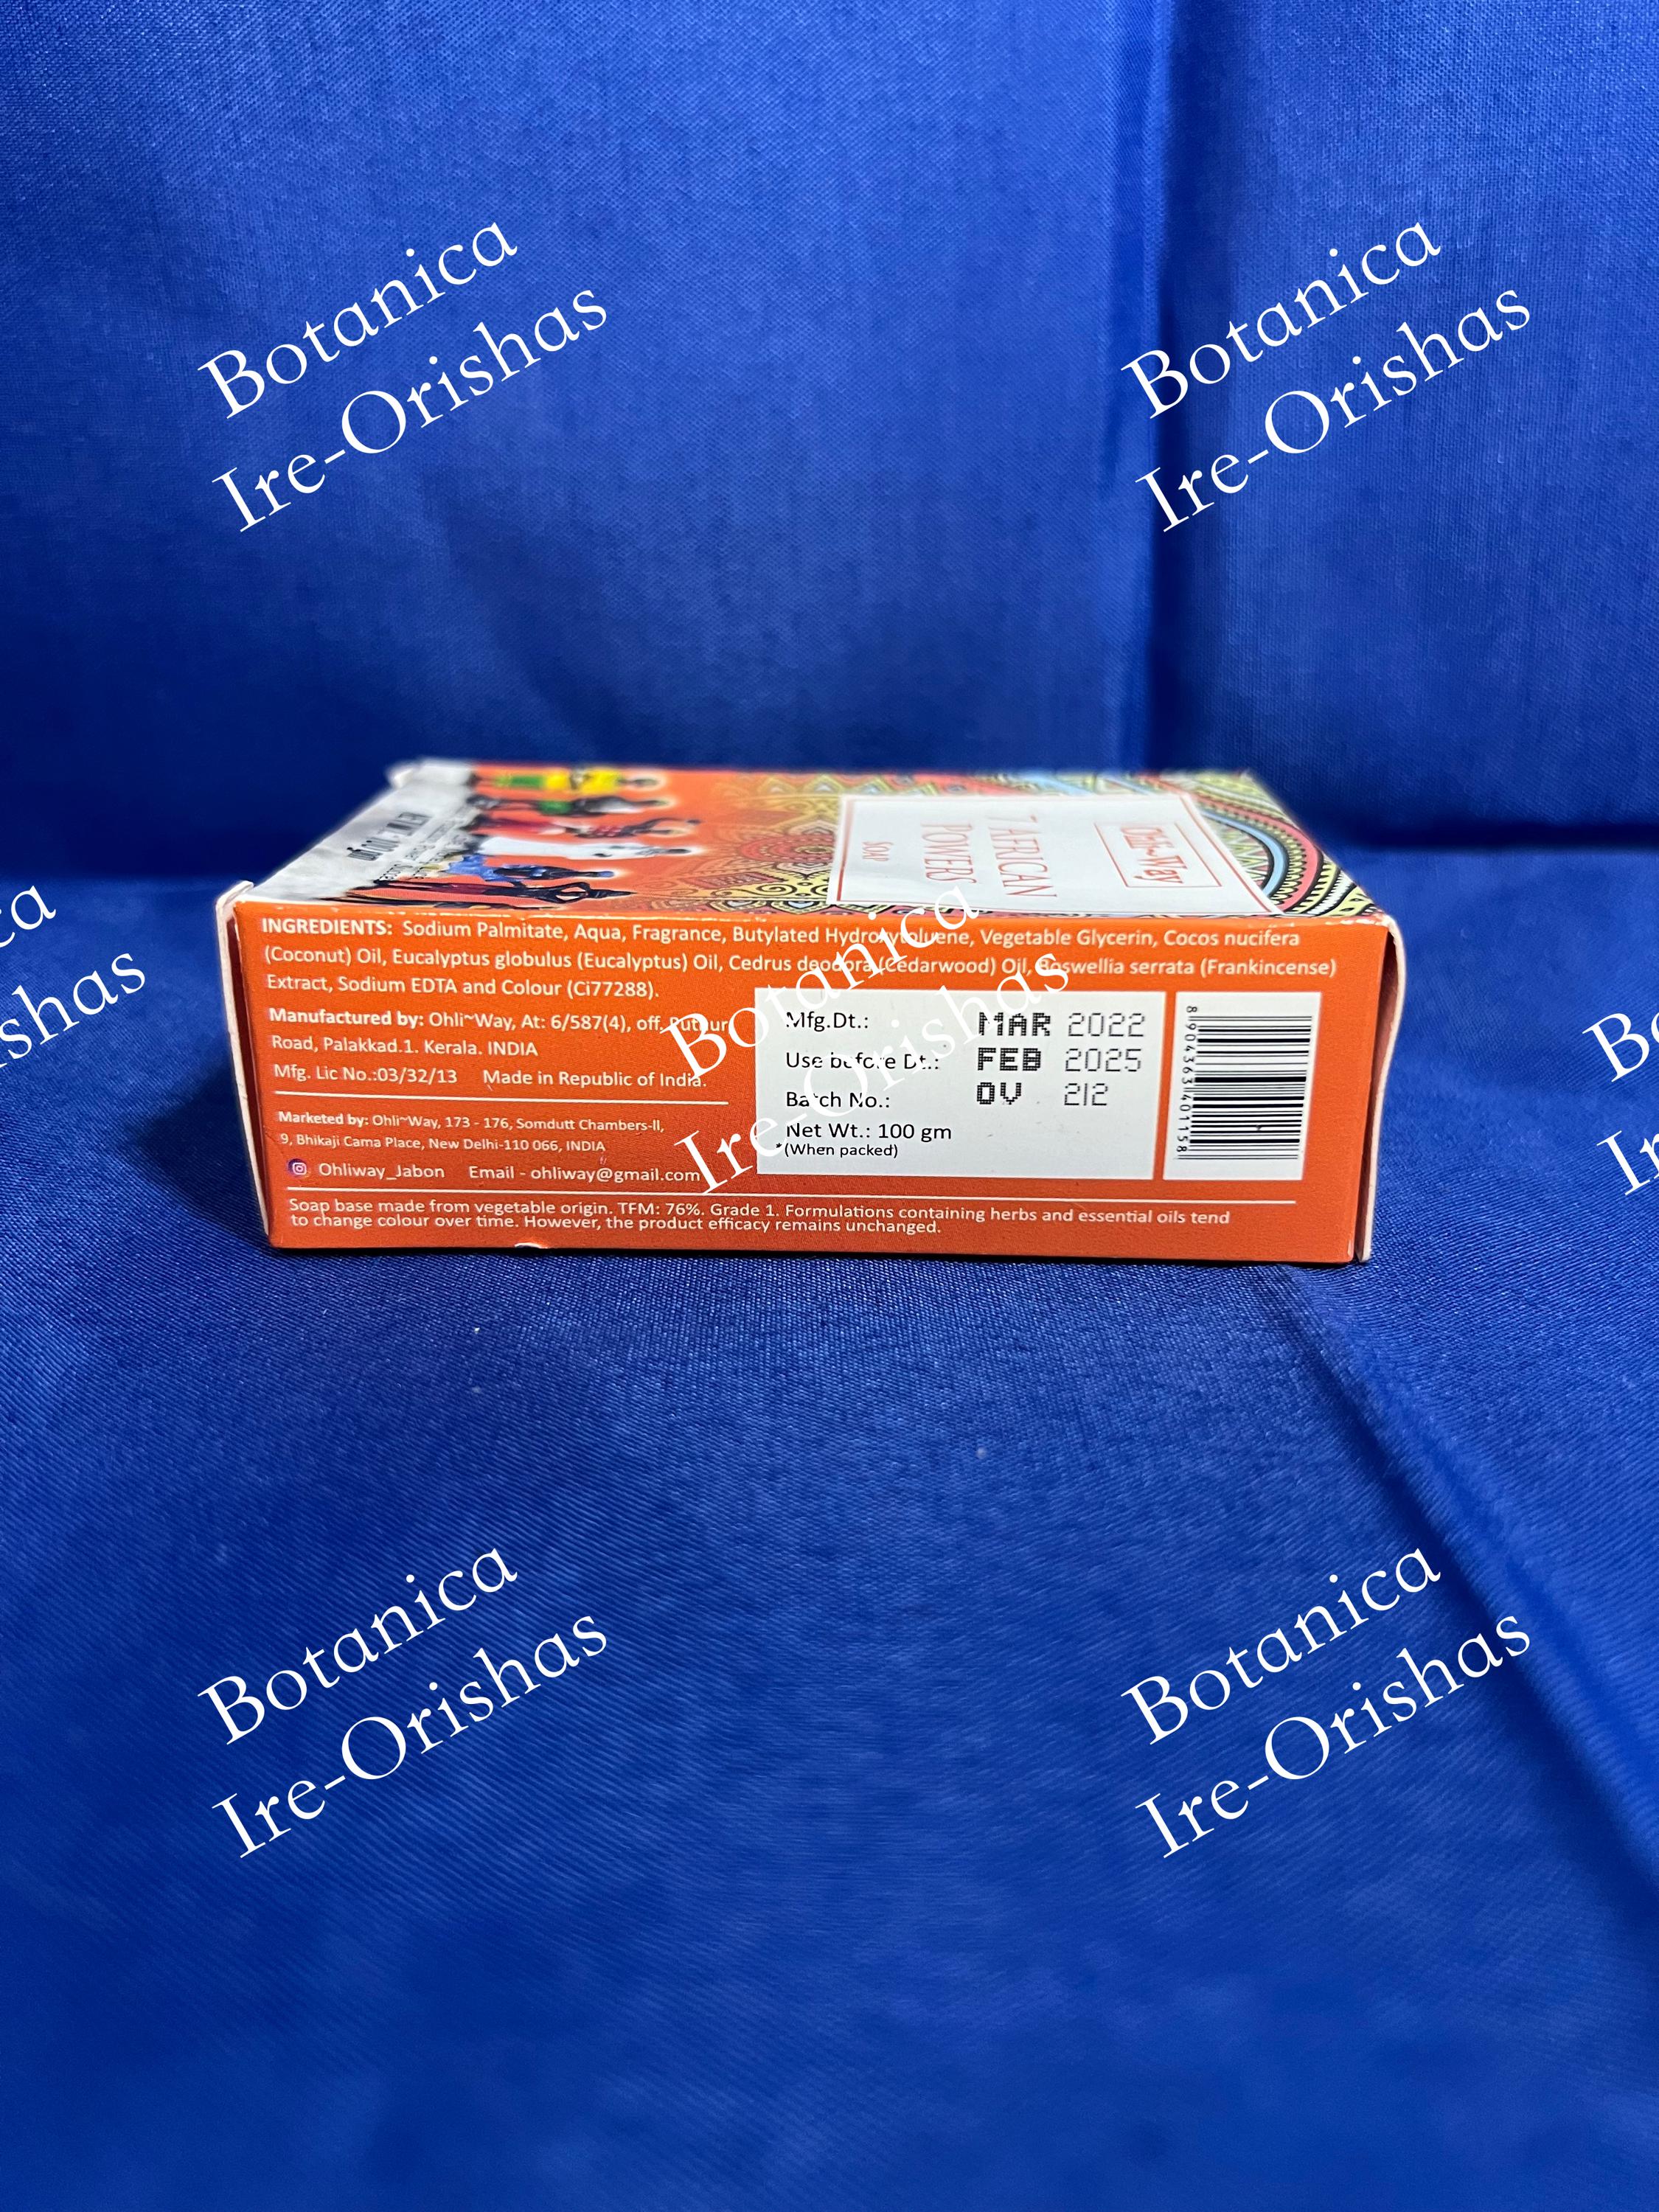 Botanica
Ire-Orishas
Botanica
Ire-Orishas
Ohli~Way
7 AFRICAN
POWERS
SOAP
INGREDIENTS: Sodium Palmitate, Aqua, Fragrance, Butylated Hydroxytoluene, Vegetable Glycerin, Cocos nucifera
(Coconut) Oil, Eucalyptus globulus (Eucalyptus) Oil, Cedrus deodora (Cedarwood) Oil, Boswellia serrata (Frankincense)
Extract, Sodium EDTA and Colour (Ci77288).
Manufactured by: Ohli~Way, At: 6/587(4), off. Puttur
Road, Palakkad.1. Kerala. INDIA
Mfg. Lic No.:03/32/13 Made in Republic of India.
Marketed by: Ohli~Way, 173 - 176, Somdutt Chambers-II,
9, Bhikaji Cama Place, New Delhi-110 066, INDIA
Ohliway_Jabon Email - ohliway@gmail.com
Mfg.Dt.: MAR 2022
Use before Dt.: FEB 2025
Batch No.: OV 212
Net Wt.: 100 gm
*(When packed)
8904363401158
Soap base made from vegetable origin. TFM: 76%. Grade 1. Formulations containing herbs and essential oils tend
to change colour over time. However, the product efficacy remains unchanged.
Botanica
Ire-Orishas
Botanica
Ire-Orishas
Botanica
Ire-Orishas